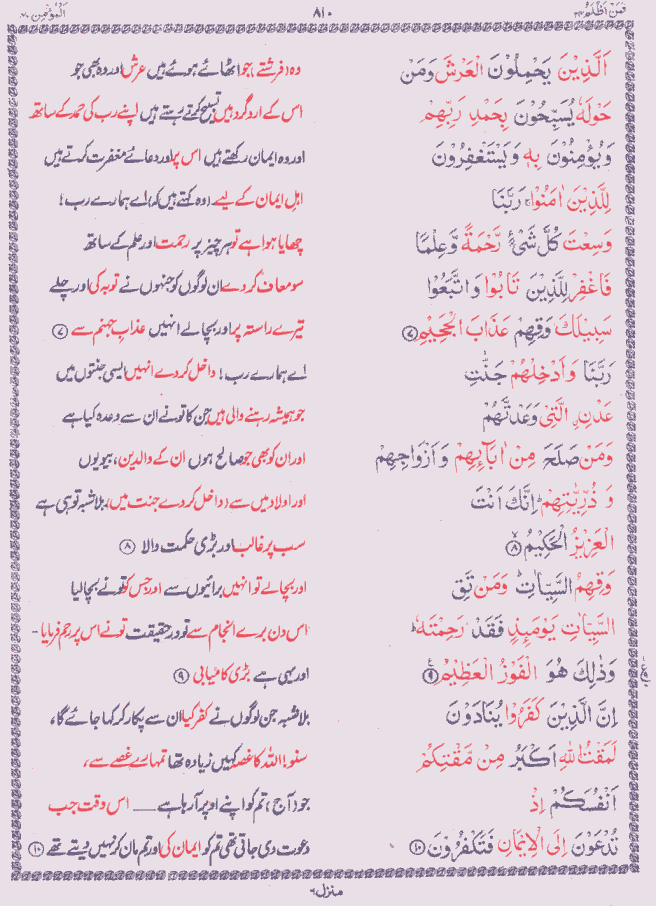 فَمَنْ اَظْلَمُ ۲۴ ۸۱۰ اَلْمُؤْمِن ۴۰
اَلَّذِيْنَ يَحْمِلُوْنَ الْعَرْشَ وَمَنْ وہ (فرشتے) جو اٹھائے ہوئے ہیں عرش اور وہ بھی جو
حَوْلَهٗ يُسَبِّحُوْنَ بِحَمْدِ رَبِّهِمْ اس کے ارد گرد ہیں تسبیح کرتے رہتے ہیں اپنے رب کی حمد کے ساتھ
وَيُؤْمِنُوْنَ بِهٖ وَيَسْتَغْفِرُوْنَ اور وہ ایمان رکھتے ہیں اس پر اور دعائے مغفرت کرتے ہیں
لِلَّذِيْنَ اٰمَنُوْا ۚ رَبَّنَا اہلِ ایمان کے لیے۔ (وہ کہتے ہیں کہ) اے ہمارے رب!
وَسِعْتَ كُلَّ شَيْءٍ رَّحْمَةً وَّعِلْمًا چھایا ہوا ہے تو ہر چیز پر رحمت اور علم کے ساتھ
فَاغْفِرْ لِلَّذِيْنَ تَابُوْا وَاتَّبَعُوْا سو معاف کر دے ان لوگوں کو جنہوں نے توبہ کی اور چلے
سَبِيْلَكَ وَقِهِمْ عَذَابَ الْجَحِيْمِ ۷ تیرے راستہ پر اور بچالے انہیں عذابِ جہنم سے ۷
رَبَّنَا وَاَدْخِلْهُمْ جَنّٰتِ اے ہمارے رب! داخل کر دے انہیں ایسی جنتوں میں
عَدْنِ ۣالَّتِيْ وَعَدْتَّهُمْ جو ہمیشہ رہنے والی ہیں جن کا تو نے ان سے وعدہ کیا ہے
وَمَنْ صَلَحَ مِنْ اٰبَآئِهِمْ وَاَزْوَاجِهِمْ اور ان کو بھی جو صالح ہوں ان کے والدین، بیویوں
وَذُرِّيّٰتِهِمْ ۭ اِنَّكَ اَنْتَ اور اولاد میں سے (داخل کر دے جنت میں)، بلاشبہ تو ہی ہے
الْعَزِيْزُ الْحَكِيْمُ ۸ سب پر غالب اور بڑی حکمت والا ۸
وَقِهِمُ السَّيِّاٰتِ ۭ وَمَنْ تَقِ اور بچالے تو انہیں برائیوں سے اور جس کو تو نے بچا لیا
السَّيِّاٰتِ يَوْمَئِذٍ فَقَدْ رَحِمْتَهٗ ۭ اس دن برے انجام سے تو درحقیقت تو نے اس پر رحم فرمایا۔
وَذٰلِكَ هُوَ الْفَوْزُ الْعَظِيْمُ ۹ اور یہی ہے بڑی کامیابی ۹
اِنَّ الَّذِيْنَ كَفَرُوْا يُنَادَوْنَ بلاشبہ جن لوگوں نے کفر کیا ان سے پکار کر کہا جائے گا،
لَمَقْتُ اللّٰهِ اَكْبَرُ مِنْ مَّقْتِكُمْ سنو! اللہ کا غصہ کہیں زیادہ تھا تمہارے غصے سے،
اَنْفُسَكُمْ اِذْ جو (آج)، تم کو اپنے اوپر آرہا ہے — اس وقت جب
تُدْعَوْنَ اِلَى الْاِيْمَانِ فَتَكْفُرُوْنَ ۱۰ دعوت دی جاتی تھی تم کو ایمان کی اور تم مان کر نہیں دیتے تھے ۱۰
منزل ۶